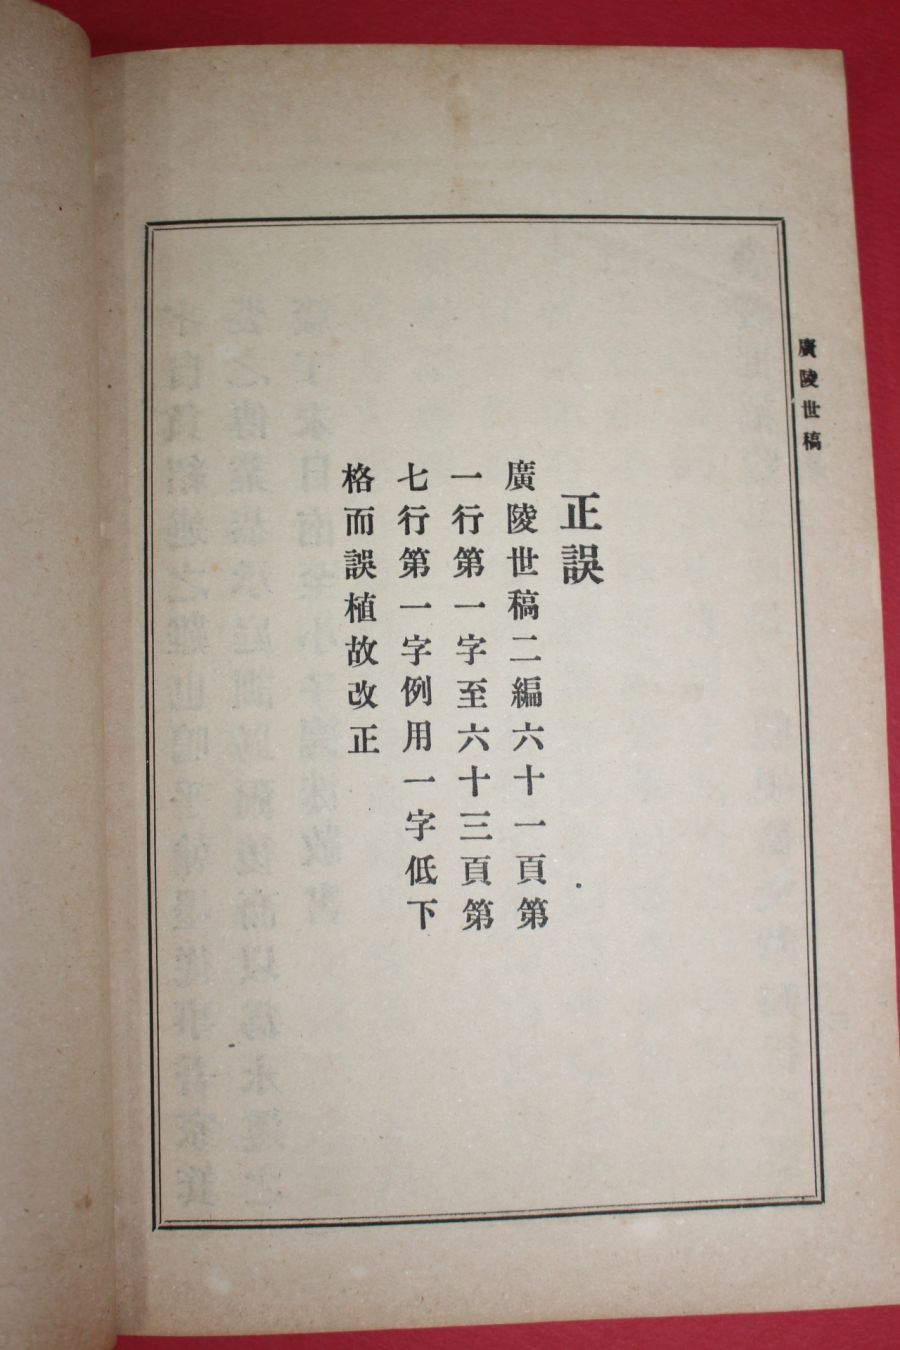 廣陵世稿
正誤
廣陵世稿二編六十一頁第
一行第一字至六十三頁第
七行第一字例用一字低下
格而誤植故改正